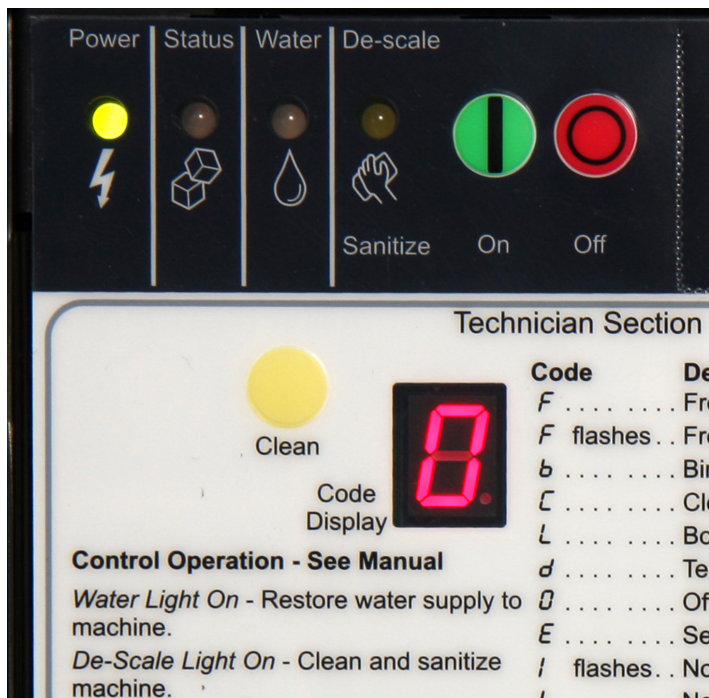 Power Status Water De-scale
Sanitize On Off
Technician Section
Clean
Code Display
0
Code
F . . . . . . . .
F flashes . .
b . . . . . . . .
C . . . . . . . .
L . . . . . . . .
d . . . . . . . .
0 . . . . . . . .
E . . . . . . . .
I flashes . .
Control Operation - See Manual
Water Light On - Restore water supply to
machine.
De-Scale Light On - Clean and sanitize
machine.